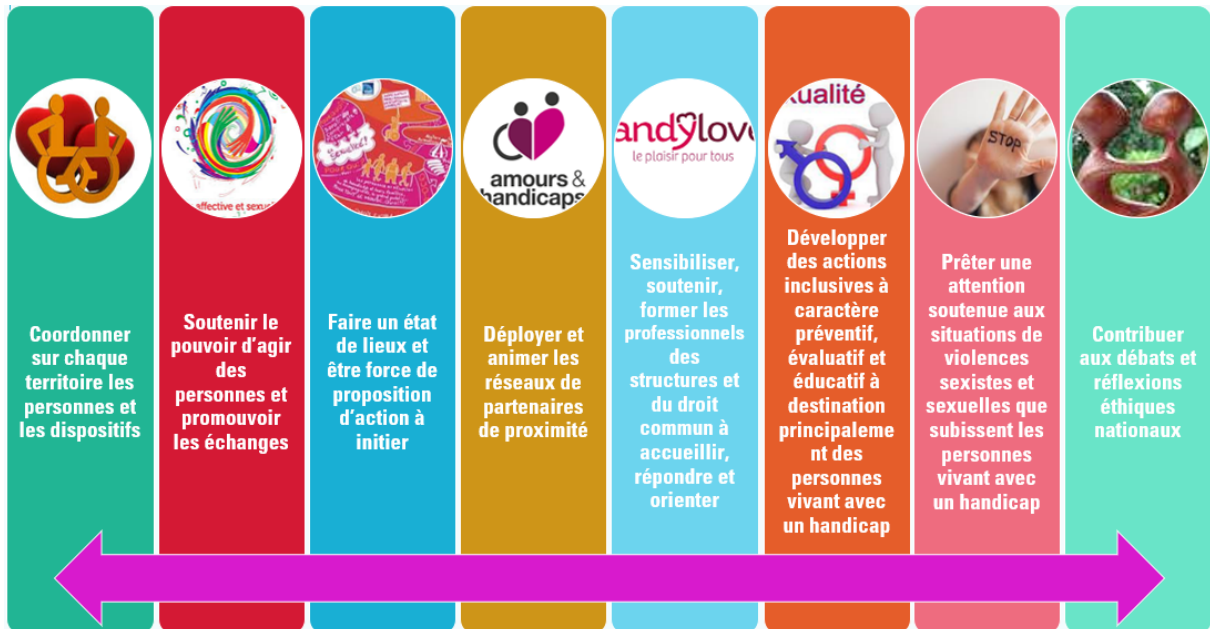 affective et sexue
amours &
handicaps
andylove
le plaisir pour tous
xualité
STOP
Coordonner
sur chaque
territoire les
personnes et
les dispositifs
Soutenir le
pouvoir d'agir
des
personnes et
promouvoir
les échanges
Faire un état
de lieux et
être force de
proposition
d'action à
initier
Déployer et
animer les
réseaux de
partenaires
de proximité
Sensibiliser,
soutenir,
former les
professionnels
des
structures et
du droit
commun à
accueillir,
répondre et
orienter
Développer
des actions
inclusives à
caractère
préventif,
évaluatif et
éducatif à
destination
principaleme
nt des
personnes
vivant avec
un handicap
Prêter une
attention
soutenue aux
situations de
violences
sexistes et
sexuelles que
subissent les
personnes
vivant avec
un handicap
Contribuer
aux débats et
réflexions
éthiques
nationaux